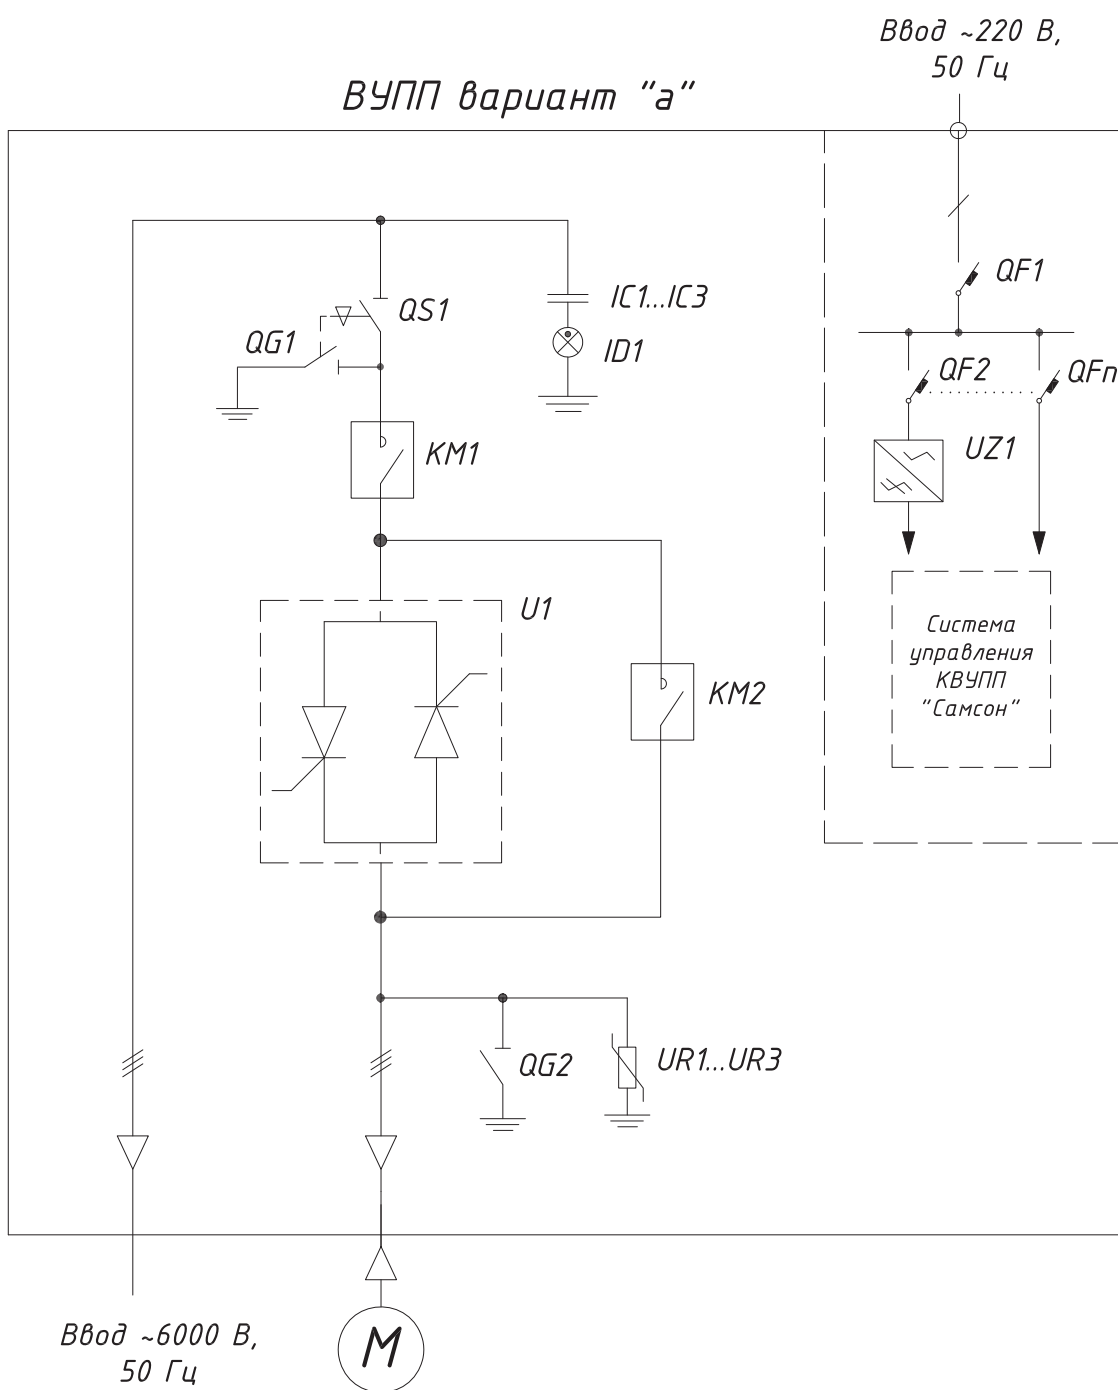 Ввод ~220 В,
50 Гц
ВУПП вариант "а"
QF1
QS1
IC1...IC3
QG1
ID1
QF2
QFn
KM1
UZ1
U1
Система
управления
КВУПП
"Самсон"
KM2
QG2
UR1...UR3
Ввод ~6000 В,
50 Гц
M